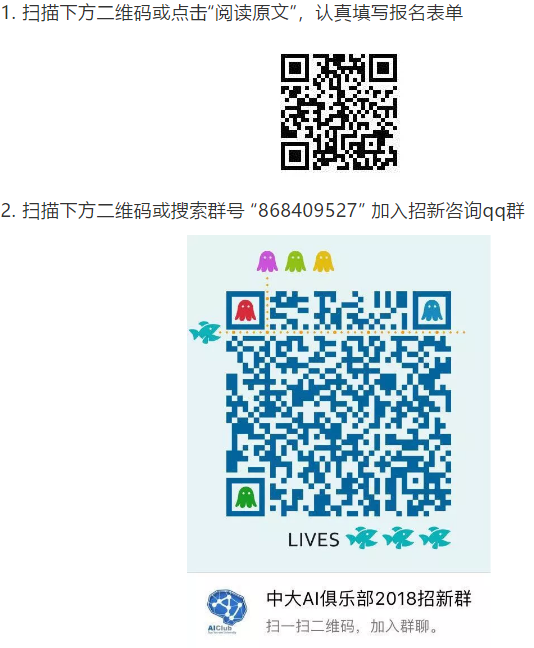 1. 扫描下方二维码或点击“阅读原文”，认真填写报名表单
2. 扫描下方二维码或搜索群号 “868409527” 加入招新咨询qq群
LIVES
AIClub
中大AI俱乐部2018招新群
扫一扫二维码，加入群聊。